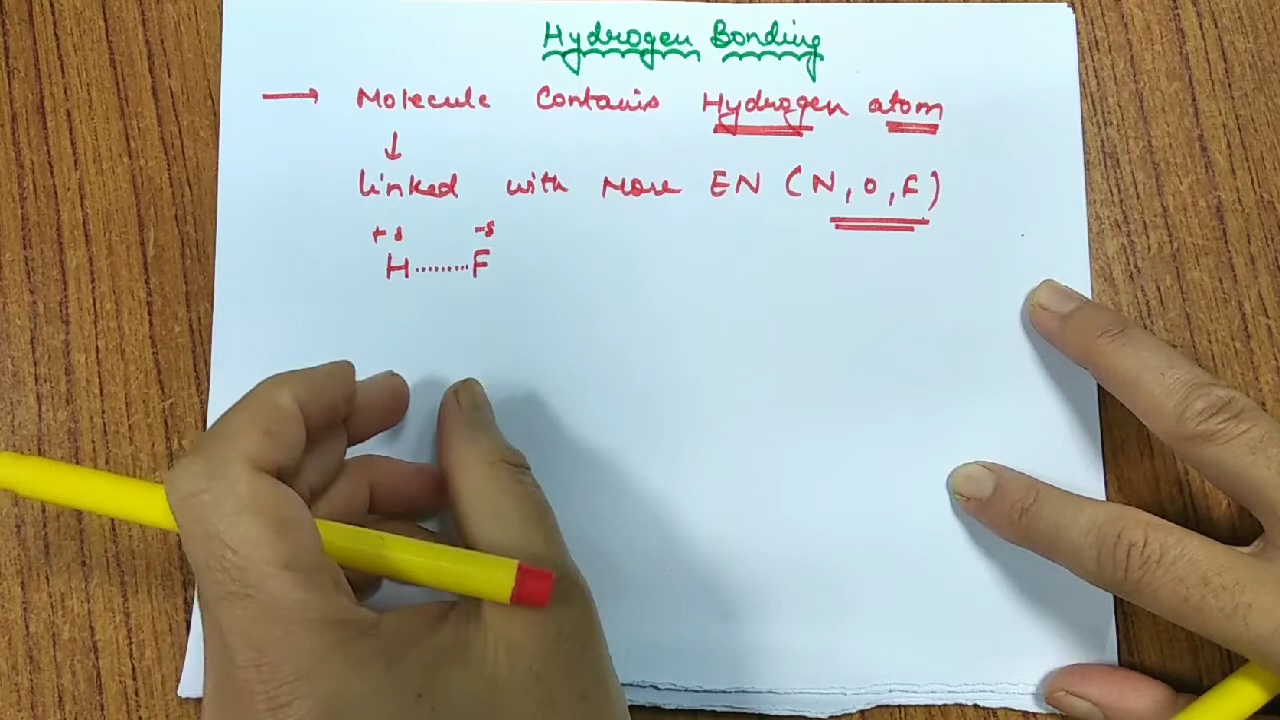 Hydrogen Bonding
→ Molecule Contains Hydrogen atom
↓
linked with more EN (N, O, F)
+δ -δ
H........F